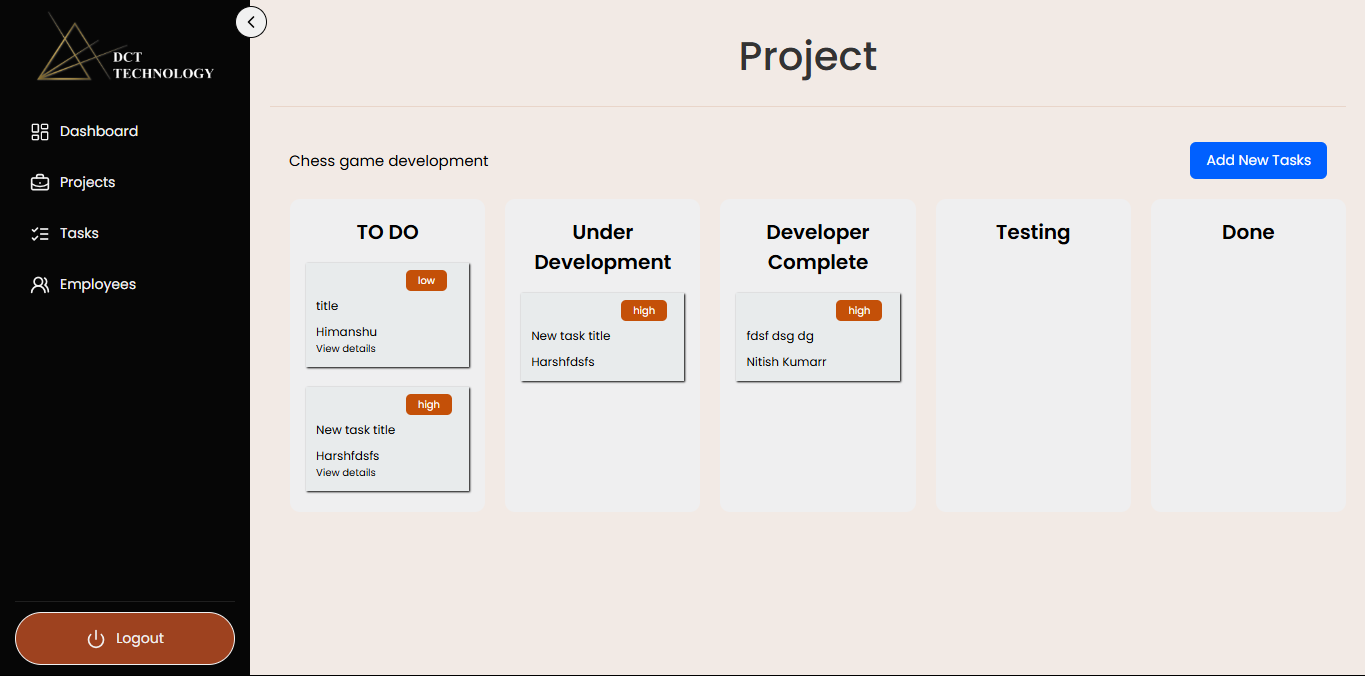 DCT
TECHNOLOGY
Dashboard
Projects
Tasks
Employees
Logout
Project
Chess game development
Add New Tasks
TO DO
low
title
Himanshu
View details
high
New task title
Harshfdsfs
View details
Under
Development
high
New task title
Harshfdsfs
Developer
Complete
high
fdsf dsg dg
Nitish Kumarr
Testing
Done